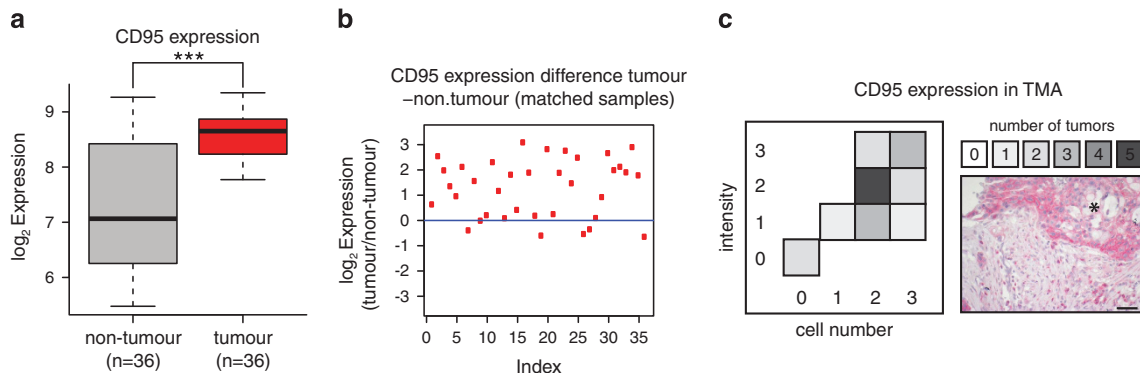 a
CD95 expression
***
log2 Expression
9
8
7
6
non-tumour
(n=36)
tumour
(n=36)
b
CD95 expression difference tumour
–non.tumour (matched samples)
log2 Expression
(tumour/non-tumour)
3
2
1
0
-1
-2
-3
0 5 10 15 20 25 30 35
Index
c
CD95 expression in TMA
intensity
3
2
1
0
0 1 2 3
cell number
number of tumors
0 1 2 3 4 5
*